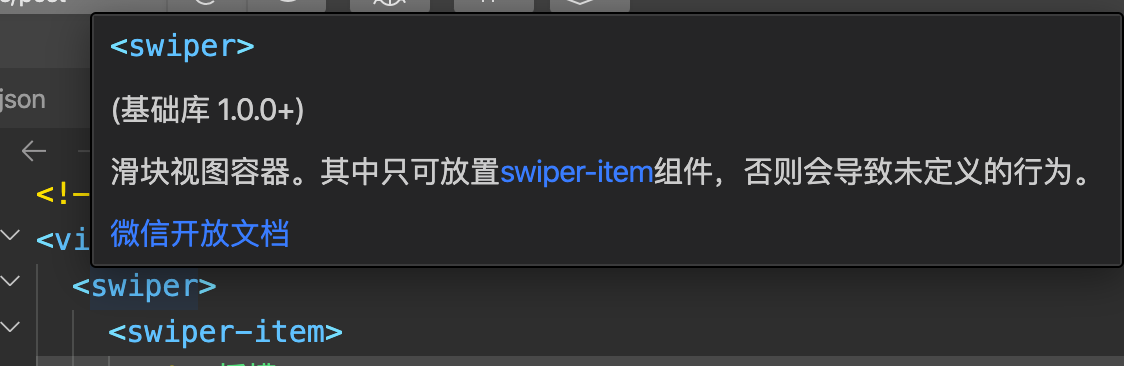 <swiper>
(基础库 1.0.0+)
json
滑块视图容器。其中只可放置swiper-item组件，否则会导致未定义的行为。
<!-
微信开放文档
<vi
<swiper>
<swiper-item>